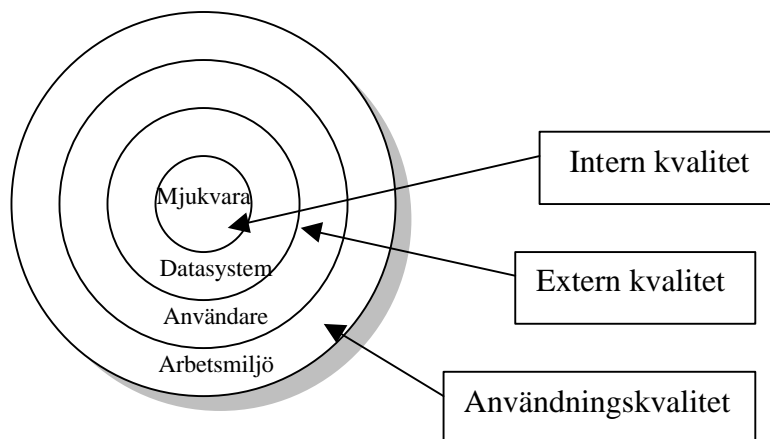 Mjukvara
Datasystem
Användare
Arbetsmiljö
Intern kvalitet
Extern kvalitet
Användningskvalitet